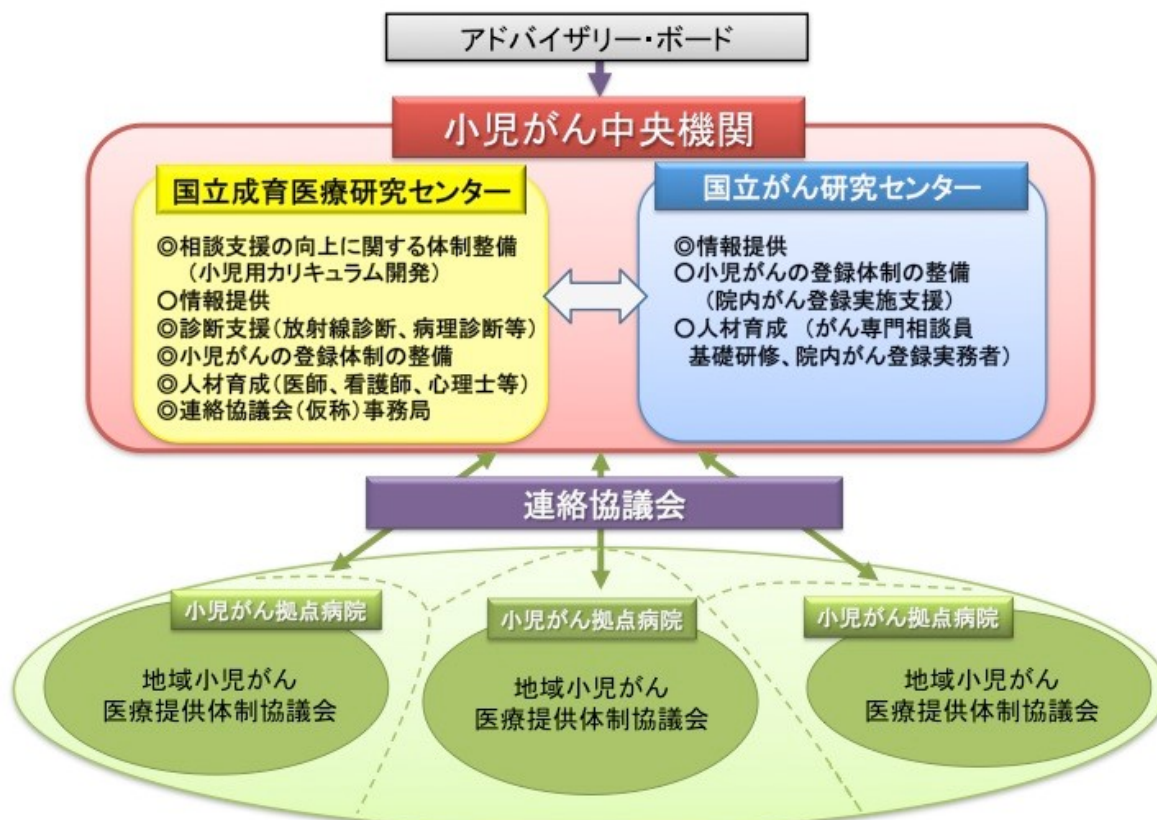 アドバイザリー・ボード
小児がん中央機関
国立成育医療研究センター
◎相談支援の向上に関する体制整備
（小児用カリキュラム開発）
○情報提供
◎診断支援（放射線診断、病理診断等）
◎小児がんの登録体制の整備
◎人材育成（医師、看護師、心理士等）
◎連絡協議会（仮称）事務局
国立がん研究センター
◎情報提供
○小児がんの登録体制の整備
（院内がん登録実施支援）
○人材育成　（がん専門相談員
基礎研修、院内がん登録実務者）
連絡協議会
小児がん拠点病院
地域小児がん
医療提供体制協議会
小児がん拠点病院
地域小児がん
医療提供体制協議会
小児がん拠点病院
地域小児がん
医療提供体制協議会